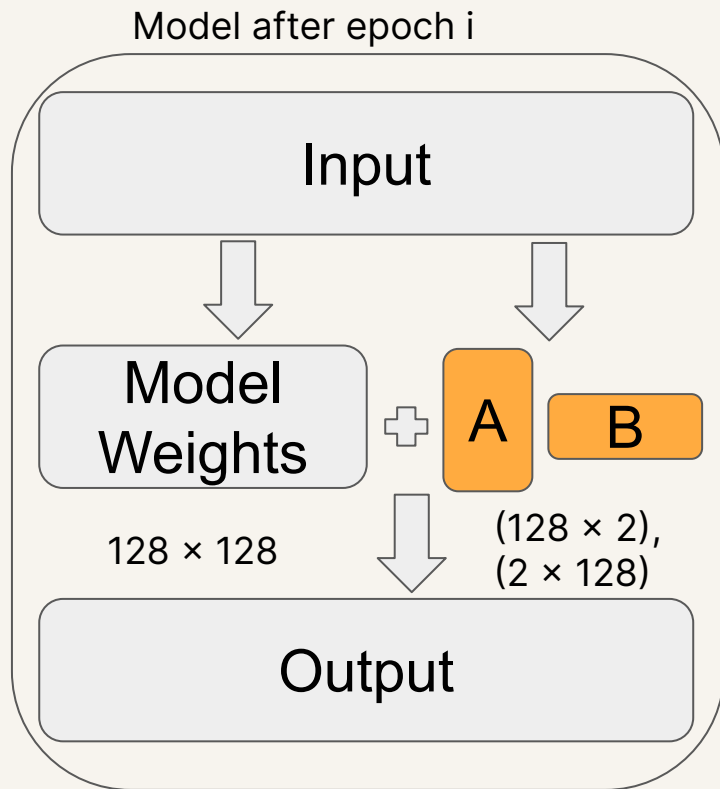 Model after epoch i
Input
Model
Weights
A
B
128 × 128
(128 × 2),
(2 × 128)
Output